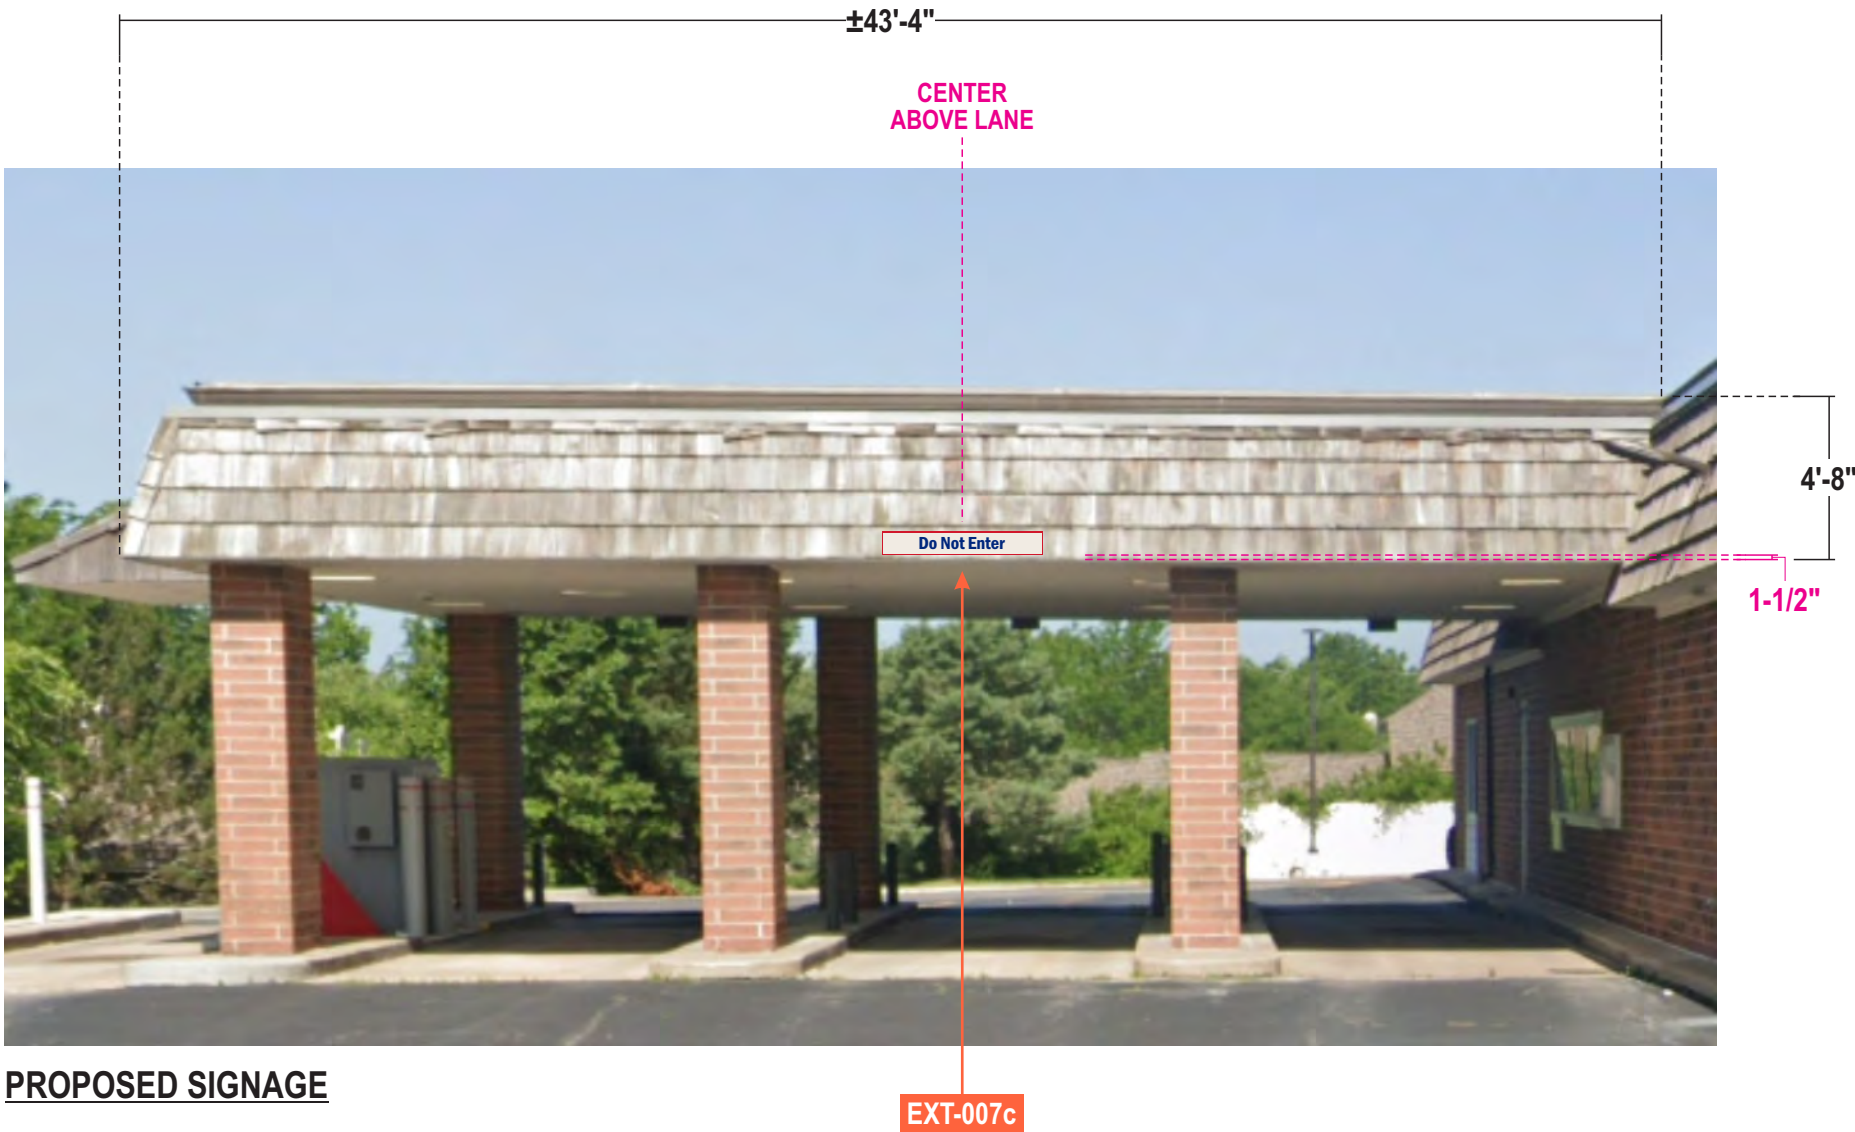 ±43'-4"
CENTER
ABOVE LANE
4'-8"
Do Not Enter
1-1/2"
PROPOSED SIGNAGE
EXT-007c